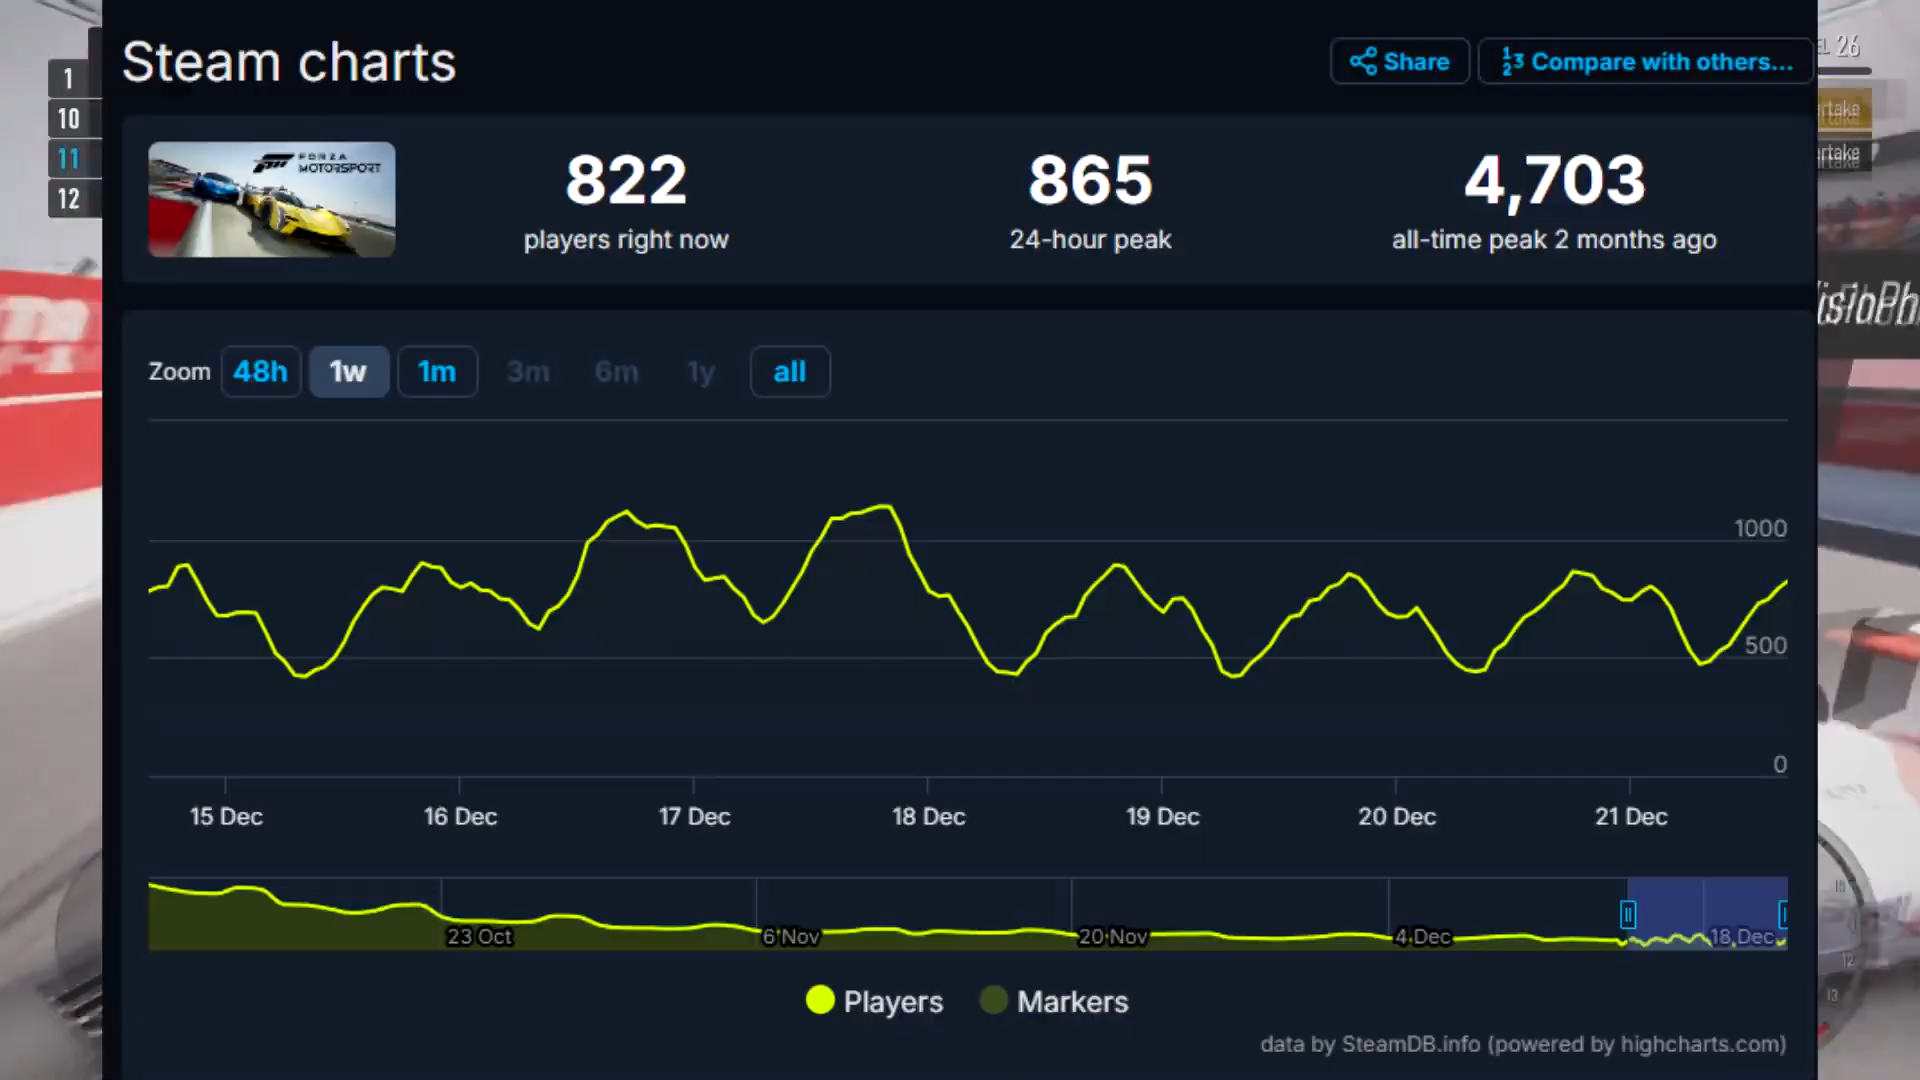 Steam charts
Share
Compare with others...
26
1
10
11
12
FORZA
MOTORSPORT
822
players right now
865
24-hour peak
4,703
all-time peak 2 months ago
Zoom
48h
1w
1m
3m
6m
1y
all
1000
500
0
15 Dec
16 Dec
17 Dec
18 Dec
19 Dec
20 Dec
21 Dec
23 Oct
6 Nov
20 Nov
4 Dec
18 Dec
Players
Markers
data by SteamDB.info (powered by highcharts.com)